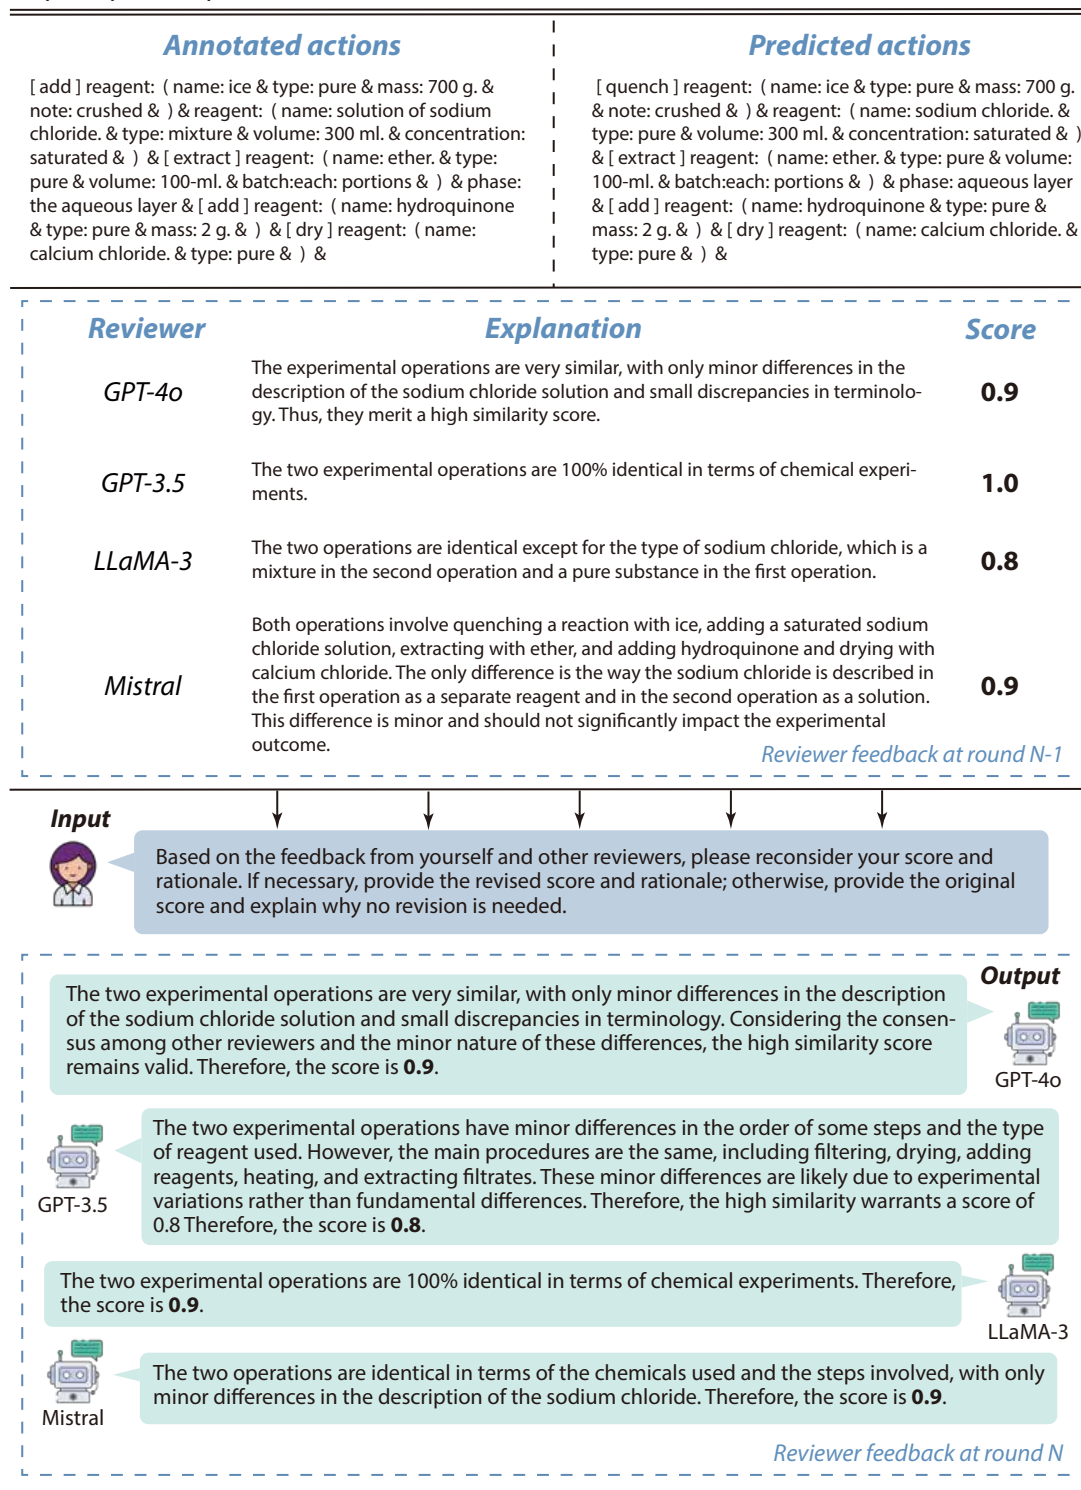 Annotated actions
[ add ] reagent: ( name: ice & type: pure & mass: 700 g. &
note: crushed & ) & reagent: ( name: solution of sodium
chloride. & type: mixture & volume: 300 ml. & concentration:
saturated & ) & [ extract ] reagent: ( name: ether. & type:
pure & volume: 100-ml. & batch:each: portions & ) & phase:
the aqueous layer & [ add ] reagent: ( name: hydroquinone
& type: pure & mass: 2 g. & ) & [ dry ] reagent: ( name:
calcium chloride. & type: pure & ) &
Predicted actions
[ quench ] reagent: ( name: ice & type: pure & mass: 700 g.
& note: crushed & ) & reagent: ( name: sodium chloride. &
type: pure & volume: 300 ml. & concentration: saturated & )
& [ extract ] reagent: ( name: ether. & type: pure & volume:
100-ml. & batch:each: portions & ) & phase: aqueous layer
& [ add ] reagent: ( name: hydroquinone & type: pure &
mass: 2 g. & ) & [ dry ] reagent: ( name: calcium chloride. &
type: pure & ) &
Reviewer Explanation Score
GPT-4o
The experimental operations are very similar, with only minor differences in the
description of the sodium chloride solution and small discrepancies in terminolo-
gy. Thus, they merit a high similarity score.
0.9
GPT-3.5
The two experimental operations are 100% identical in terms of chemical experi-
ments.
1.0
LLaMA-3
The two operations are identical except for the type of sodium chloride, which is a
mixture in the second operation and a pure substance in the first operation.
0.8
Mistral
Both operations involve quenching a reaction with ice, adding a saturated sodium
chloride solution, extracting with ether, and adding hydroquinone and drying with
calcium chloride. The only difference is the way the sodium chloride is described in
the first operation as a separate reagent and in the second operation as a solution.
This difference is minor and should not significantly impact the experimental
outcome.
0.9
Reviewer feedback at round N-1
Input
Based on the feedback from yourself and other reviewers, please reconsider your score and
rationale. If necessary, provide the revised score and rationale; otherwise, provide the original
score and explain why no revision is needed.
Output
The two experimental operations are very similar, with only minor differences in the description
of the sodium chloride solution and small discrepancies in terminology. Considering the consen-
sus among other reviewers and the minor nature of these differences, the high similarity score
remains valid. Therefore, the score is 0.9.
GPT-4o
The two experimental operations have minor differences in the order of some steps and the type
of reagent used. However, the main procedures are the same, including filtering, drying, adding
reagents, heating, and extracting filtrates. These minor differences are likely due to experimental
variations rather than fundamental differences. Therefore, the high similarity warrants a score of
0.8 Therefore, the score is 0.8.
GPT-3.5
The two experimental operations are 100% identical in terms of chemical experiments. Therefore,
the score is 0.9.
LLaMA-3
The two operations are identical in terms of the chemicals used and the steps involved, with only
minor differences in the description of the sodium chloride. Therefore, the score is 0.9.
Mistral
Reviewer feedback at round N